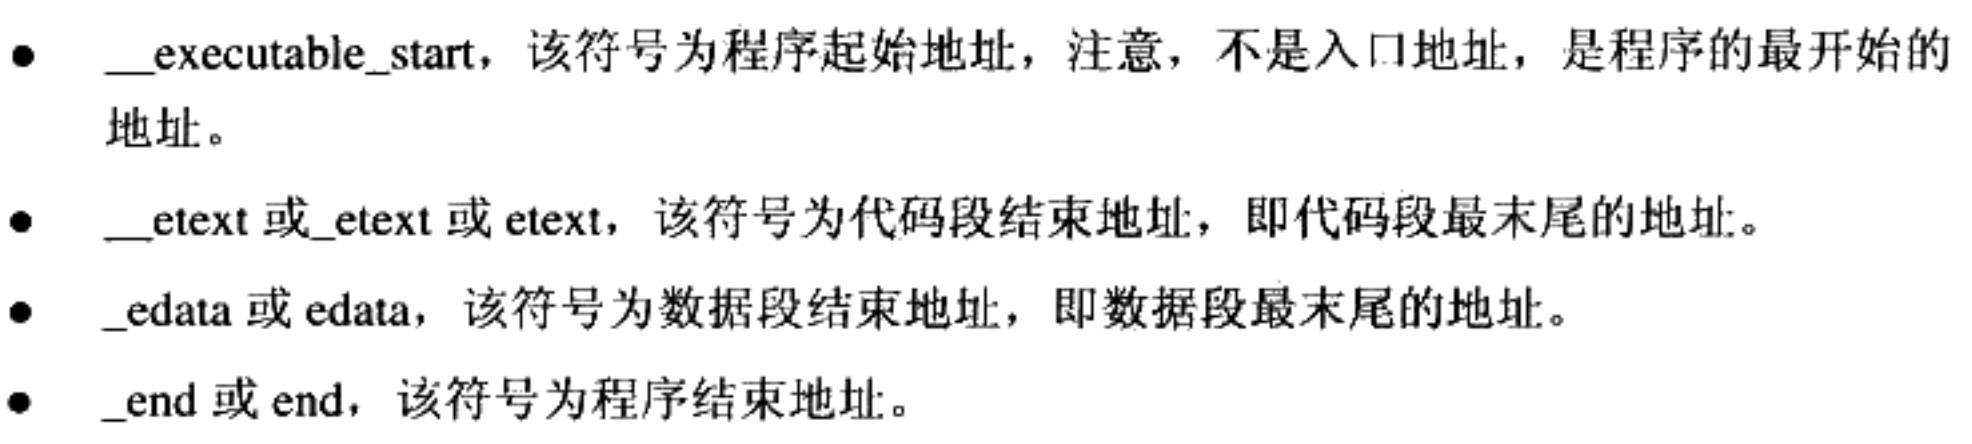 ● __executable_start，该符号为程序起始地址，注意，不是入口地址，是程序的最开始的
地址。
● __etext 或_etext 或 etext，该符号为代码段结束地址，即代码段最末尾的地址。
● _edata 或 edata，该符号为数据段结束地址，即数据段最末尾的地址。
● _end 或 end，该符号为程序结束地址。